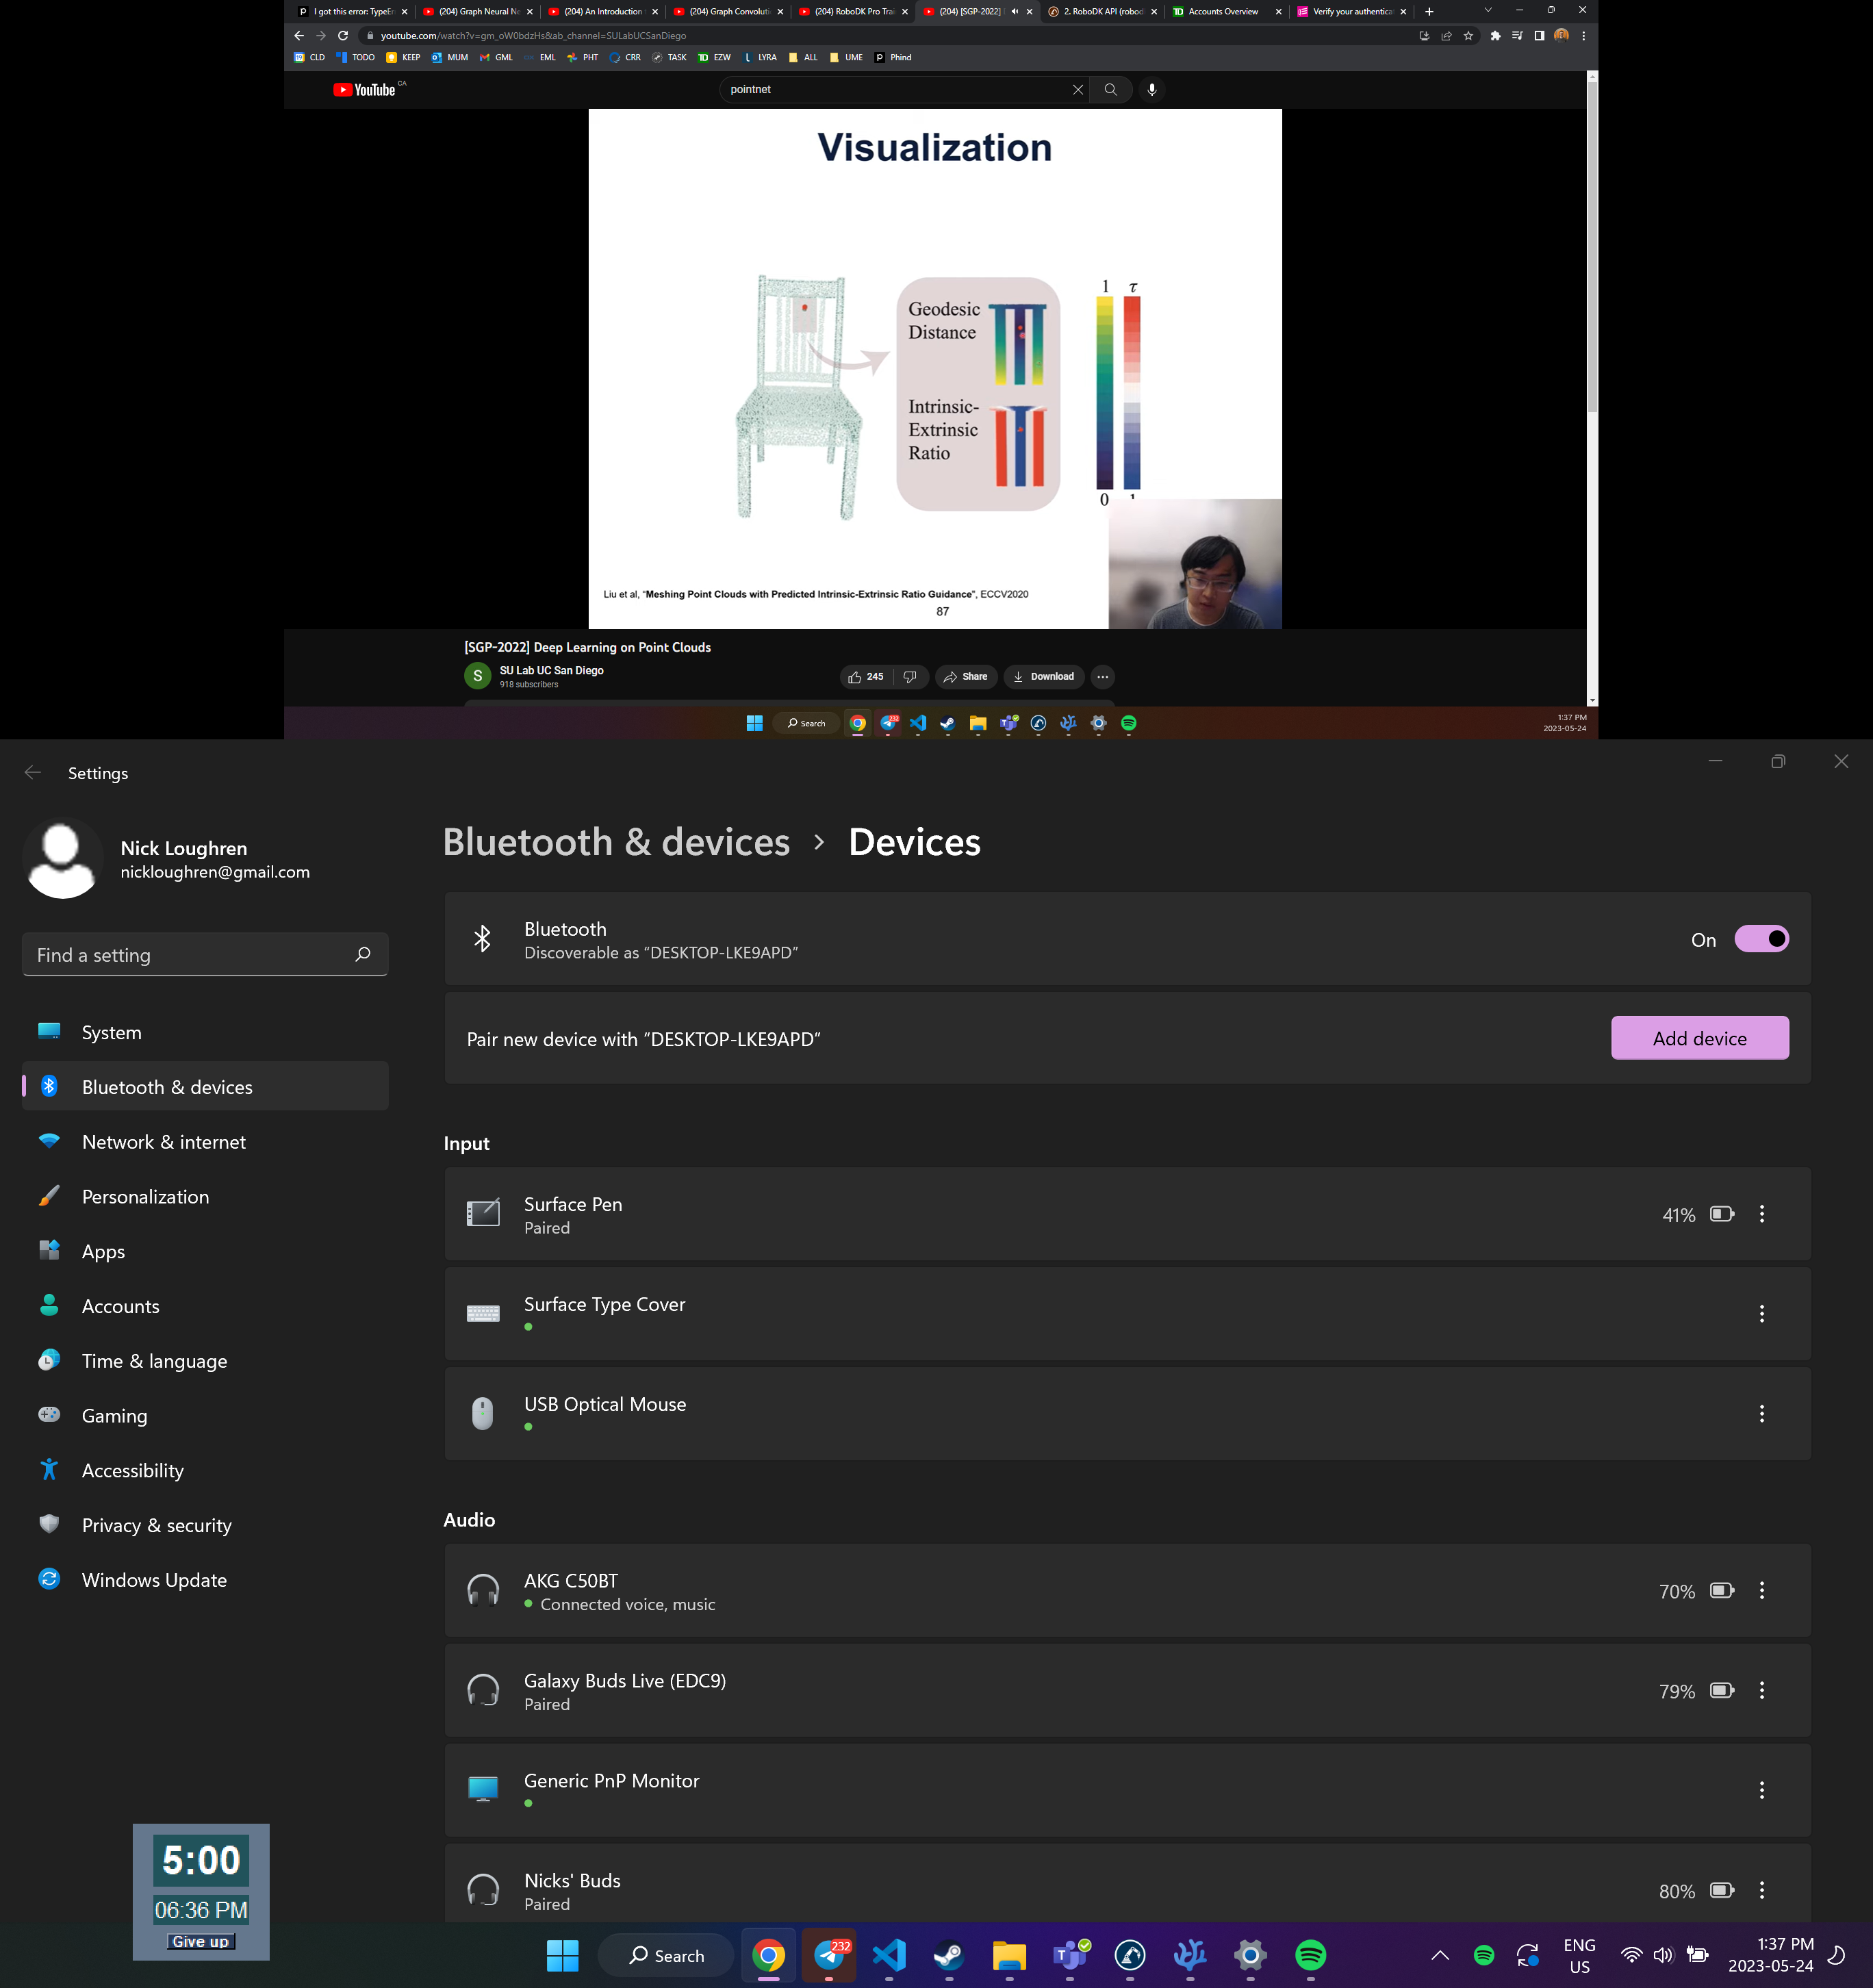 I got this error: TypeEr
(204) Graph Neural Ne
(204) An Introduction
(204) Graph Convoluti
(204) RoboDK Pro Trai
(204) [SGP-2022]
2. RoboDK API (robod
Accounts Overview
Verify your authentica
youtube.com/watch?v=gm_oW0bdzHs&ab_channel=SULabUCSanDiego
CLD
TODO
KEEP
MUM
GML
EML
PHT
CRR
TASK
EZW
LYRA
ALL
UME
Phind
YouTube CA
pointnet
Visualization
Geodesic
Distance
Intrinsic-
Extrinsic
Ratio
1 τ
0 1
Liu et al, "Meshing Point Clouds with Predicted Intrinsic-Extrinsic Ratio Guidance", ECCV2020
87
[SGP-2022] Deep Learning on Point Clouds
S
SU Lab UC San Diego
918 subscribers
245
Share
Download
Search
232
1:37 PM
2023-05-24
Settings
Nick Loughren
nickloughren@gmail.com
Find a setting
System
Bluetooth & devices
Network & internet
Personalization
Apps
Accounts
Time & language
Gaming
Accessibility
Privacy & security
Windows Update
Bluetooth & devices › Devices
Bluetooth
Discoverable as “DESKTOP-LKE9APD”
On
Pair new device with “DESKTOP-LKE9APD”
Add device
Input
Surface Pen
Paired
41%
Surface Type Cover
USB Optical Mouse
Audio
AKG C50BT
Connected voice, music
70%
Galaxy Buds Live (EDC9)
Paired
79%
Generic PnP Monitor
Nicks' Buds
Paired
80%
5:00
06:36 PM
Give up
Search
232
ENG
US
1:37 PM
2023-05-24